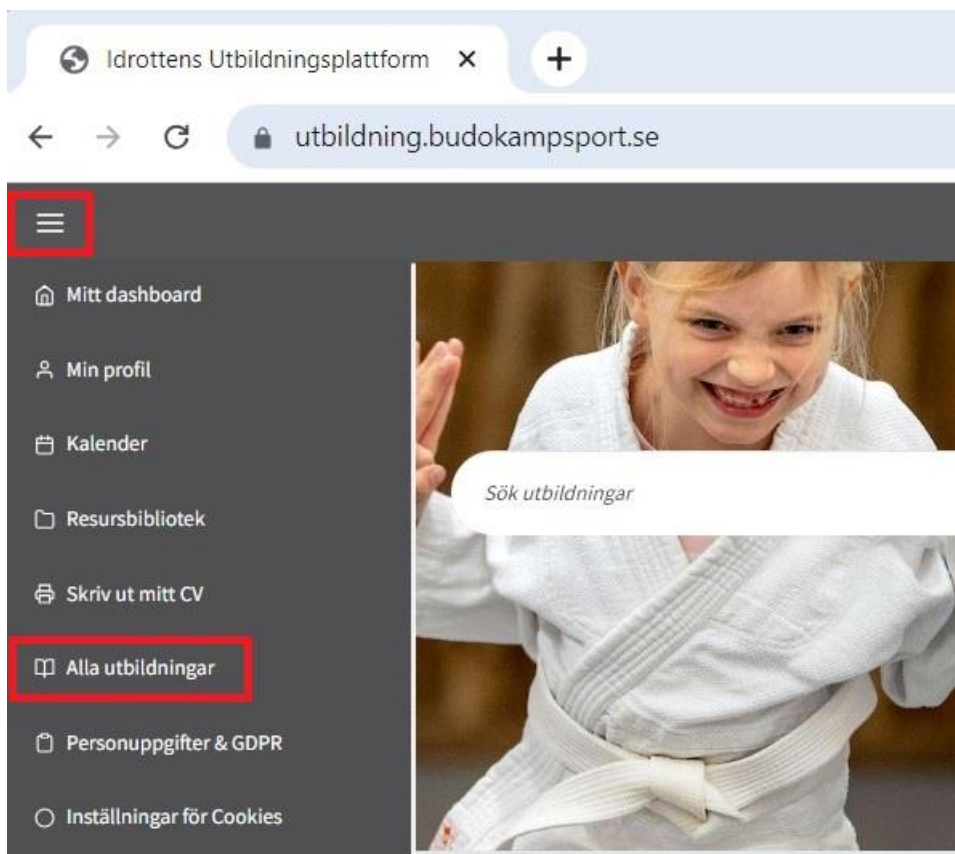 Idrottens Utbildningsplattform
utbildning.budokampsport.se
Mitt dashboard
Min profil
Kalender
Sök utbildningar
Resursbibliotek
Skriv ut mitt CV
Alla utbildningar
Personuppgifter & GDPR
Inställningar för Cookies